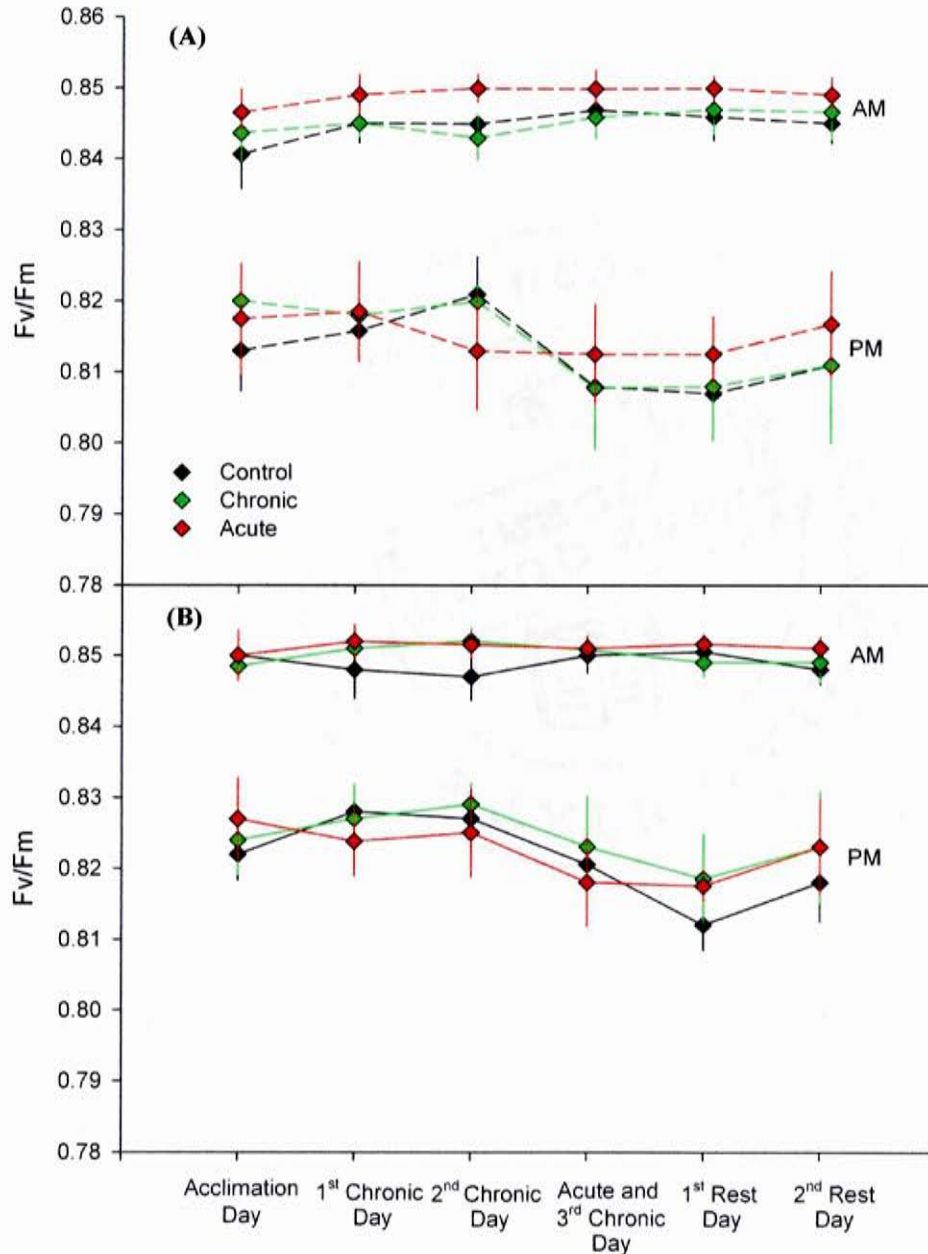 0.86
(A)
0.85
AM
0.84
0.83
0.82
0.81
PM
0.80
Control
Chronic
Acute
0.79
0.78
Fv/Fm
(B)
0.85
AM
0.84
0.83
0.82
PM
0.81
0.80
0.79
0.78
Fv/Fm
Acclimation
Day
1st Chronic
Day
2nd Chronic
Day
Acute and
3rd Chronic
Day
1st Rest
Day
2nd Rest
Day